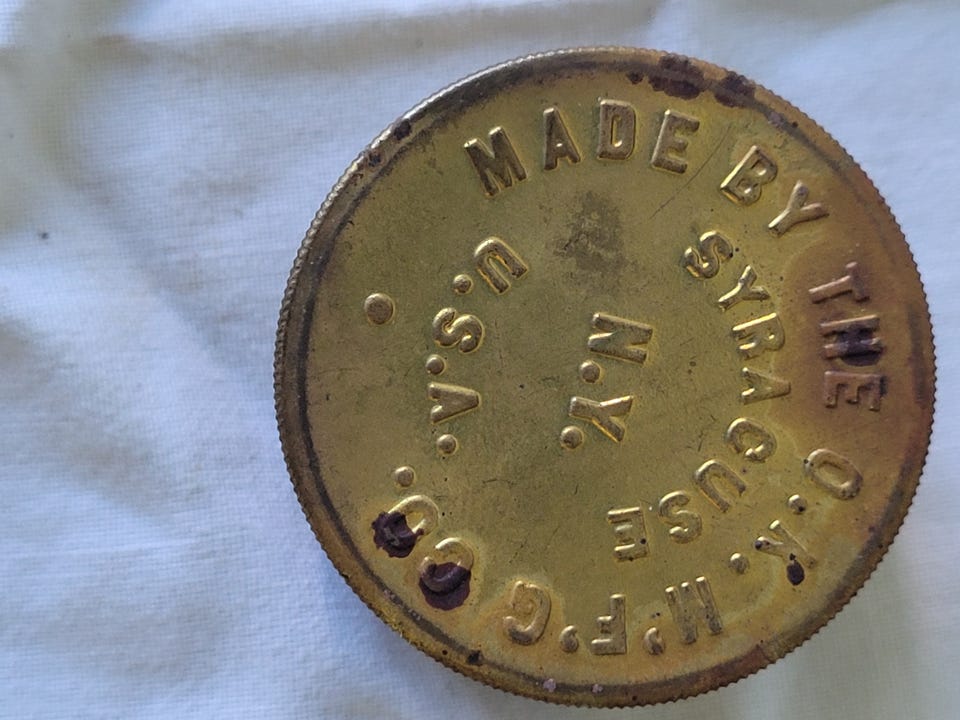 MADE BY THE O.K. M'F'G CO.
SYRACUSE
N.Y.
U.S.A.